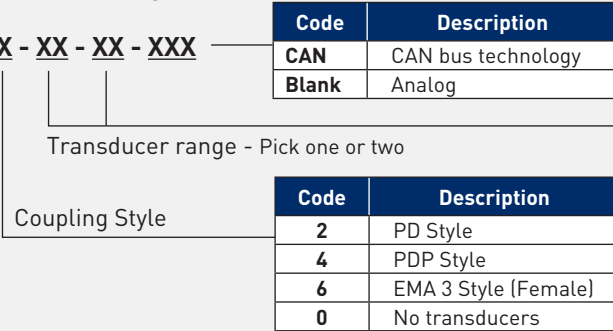 Code Description
X - XX - XX - XXX
CAN CAN bus technology
Blank Analog
Transducer range - Pick one or two
Code Description
Coupling Style
2 PD Style
4 PDP Style
6 EMA 3 Style (Female)
0 No transducers